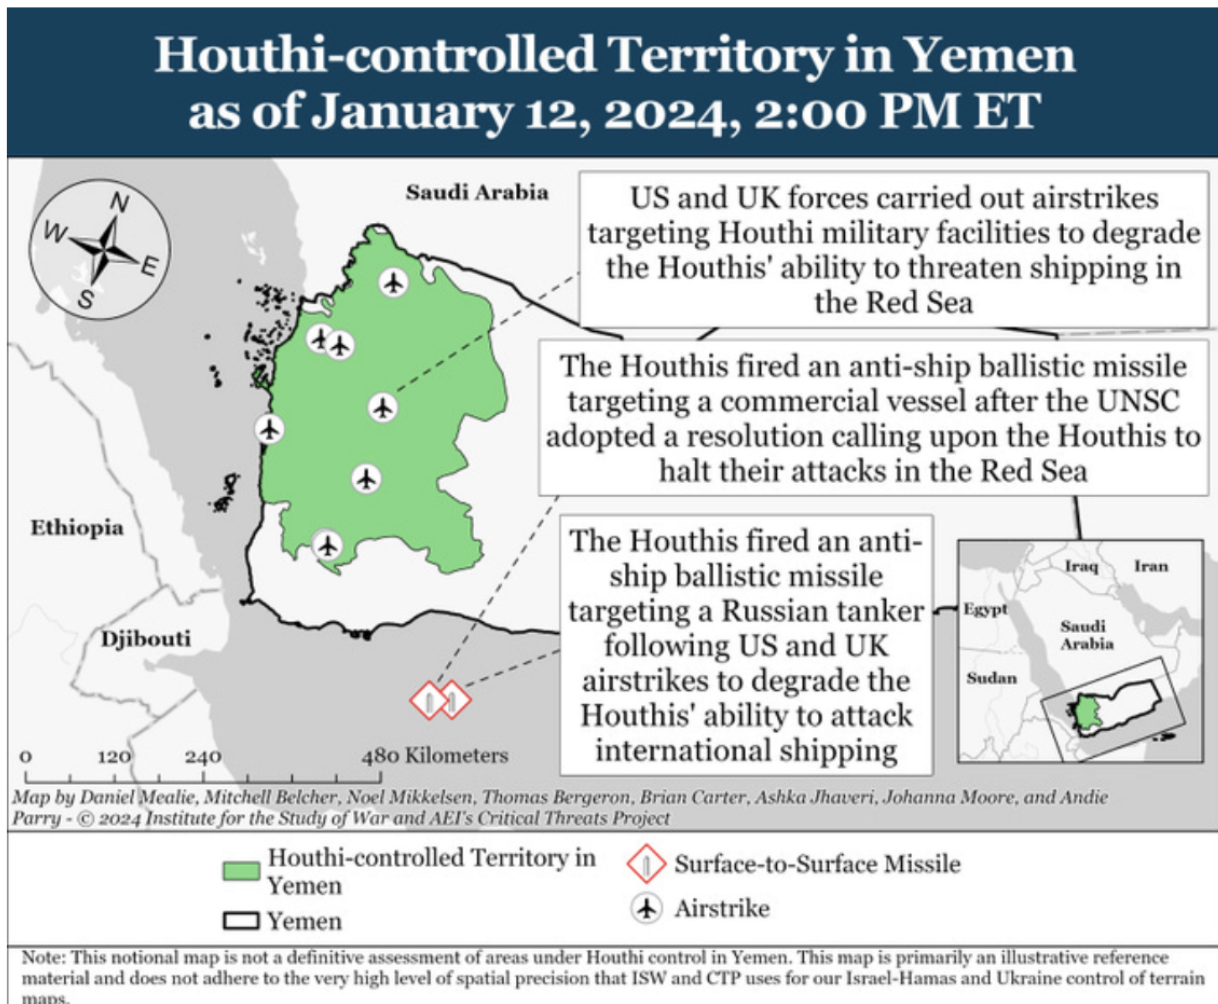 Houthi-controlled Territory in Yemen
as of January 12, 2024, 2:00 PM ET
N
W
E
S
Saudi Arabia
US and UK forces carried out airstrikes
targeting Houthi military facilities to degrade
the Houthis' ability to threaten shipping in
the Red Sea
The Houthis fired an anti-ship ballistic missile
targeting a commercial vessel after the UNSC
adopted a resolution calling upon the Houthis to
halt their attacks in the Red Sea
Ethiopia
Djibouti
The Houthis fired an anti-
ship ballistic missile
targeting a Russian tanker
following US and UK
airstrikes to degrade the
Houthis' ability to attack
international shipping
Iraq
Iran
Egypt
Saudi
Arabia
Sudan
0 120 240 480 Kilometers
Map by Daniel Mealie, Mitchell Belcher, Noel Mikkelsen, Thomas Bergeron, Brian Carter, Ashka Jhaveri, Johanna Moore, and Andie
Parry - © 2024 Institute for the Study of War and AEI's Critical Threats Project
Houthi-controlled Territory in
Yemen
Yemen
Surface-to-Surface Missile
Airstrike
Note: This notional map is not a definitive assessment of areas under Houthi control in Yemen. This map is primarily an illustrative reference
material and does not adhere to the very high level of spatial precision that ISW and CTP uses for our Israel-Hamas and Ukraine control of terrain
maps.